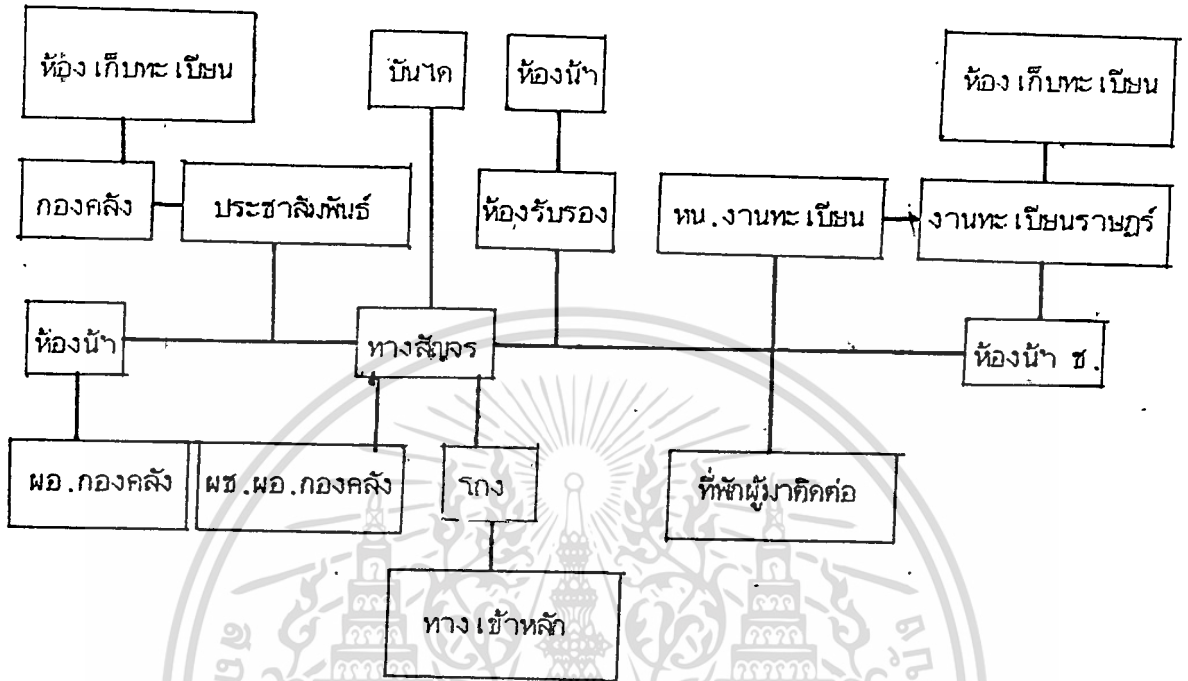 ห้องเก็บทะเบียน
บันได
ห้องน้ำ
ห้องเก็บทะเบียน
กองคลัง
ประชาสัมพันธ์
ห้องรับรอง
หน.งานทะเบียน
งานทะเบียนราษฎร์
ห้องน้ำ
ทางสัญจร
ห้องน้ำ ช.
ผอ.กองคลัง
ผช.ผอ.กองคลัง
โถง
ที่พักผู้มาติดต่อ
ทางเข้าหลัก